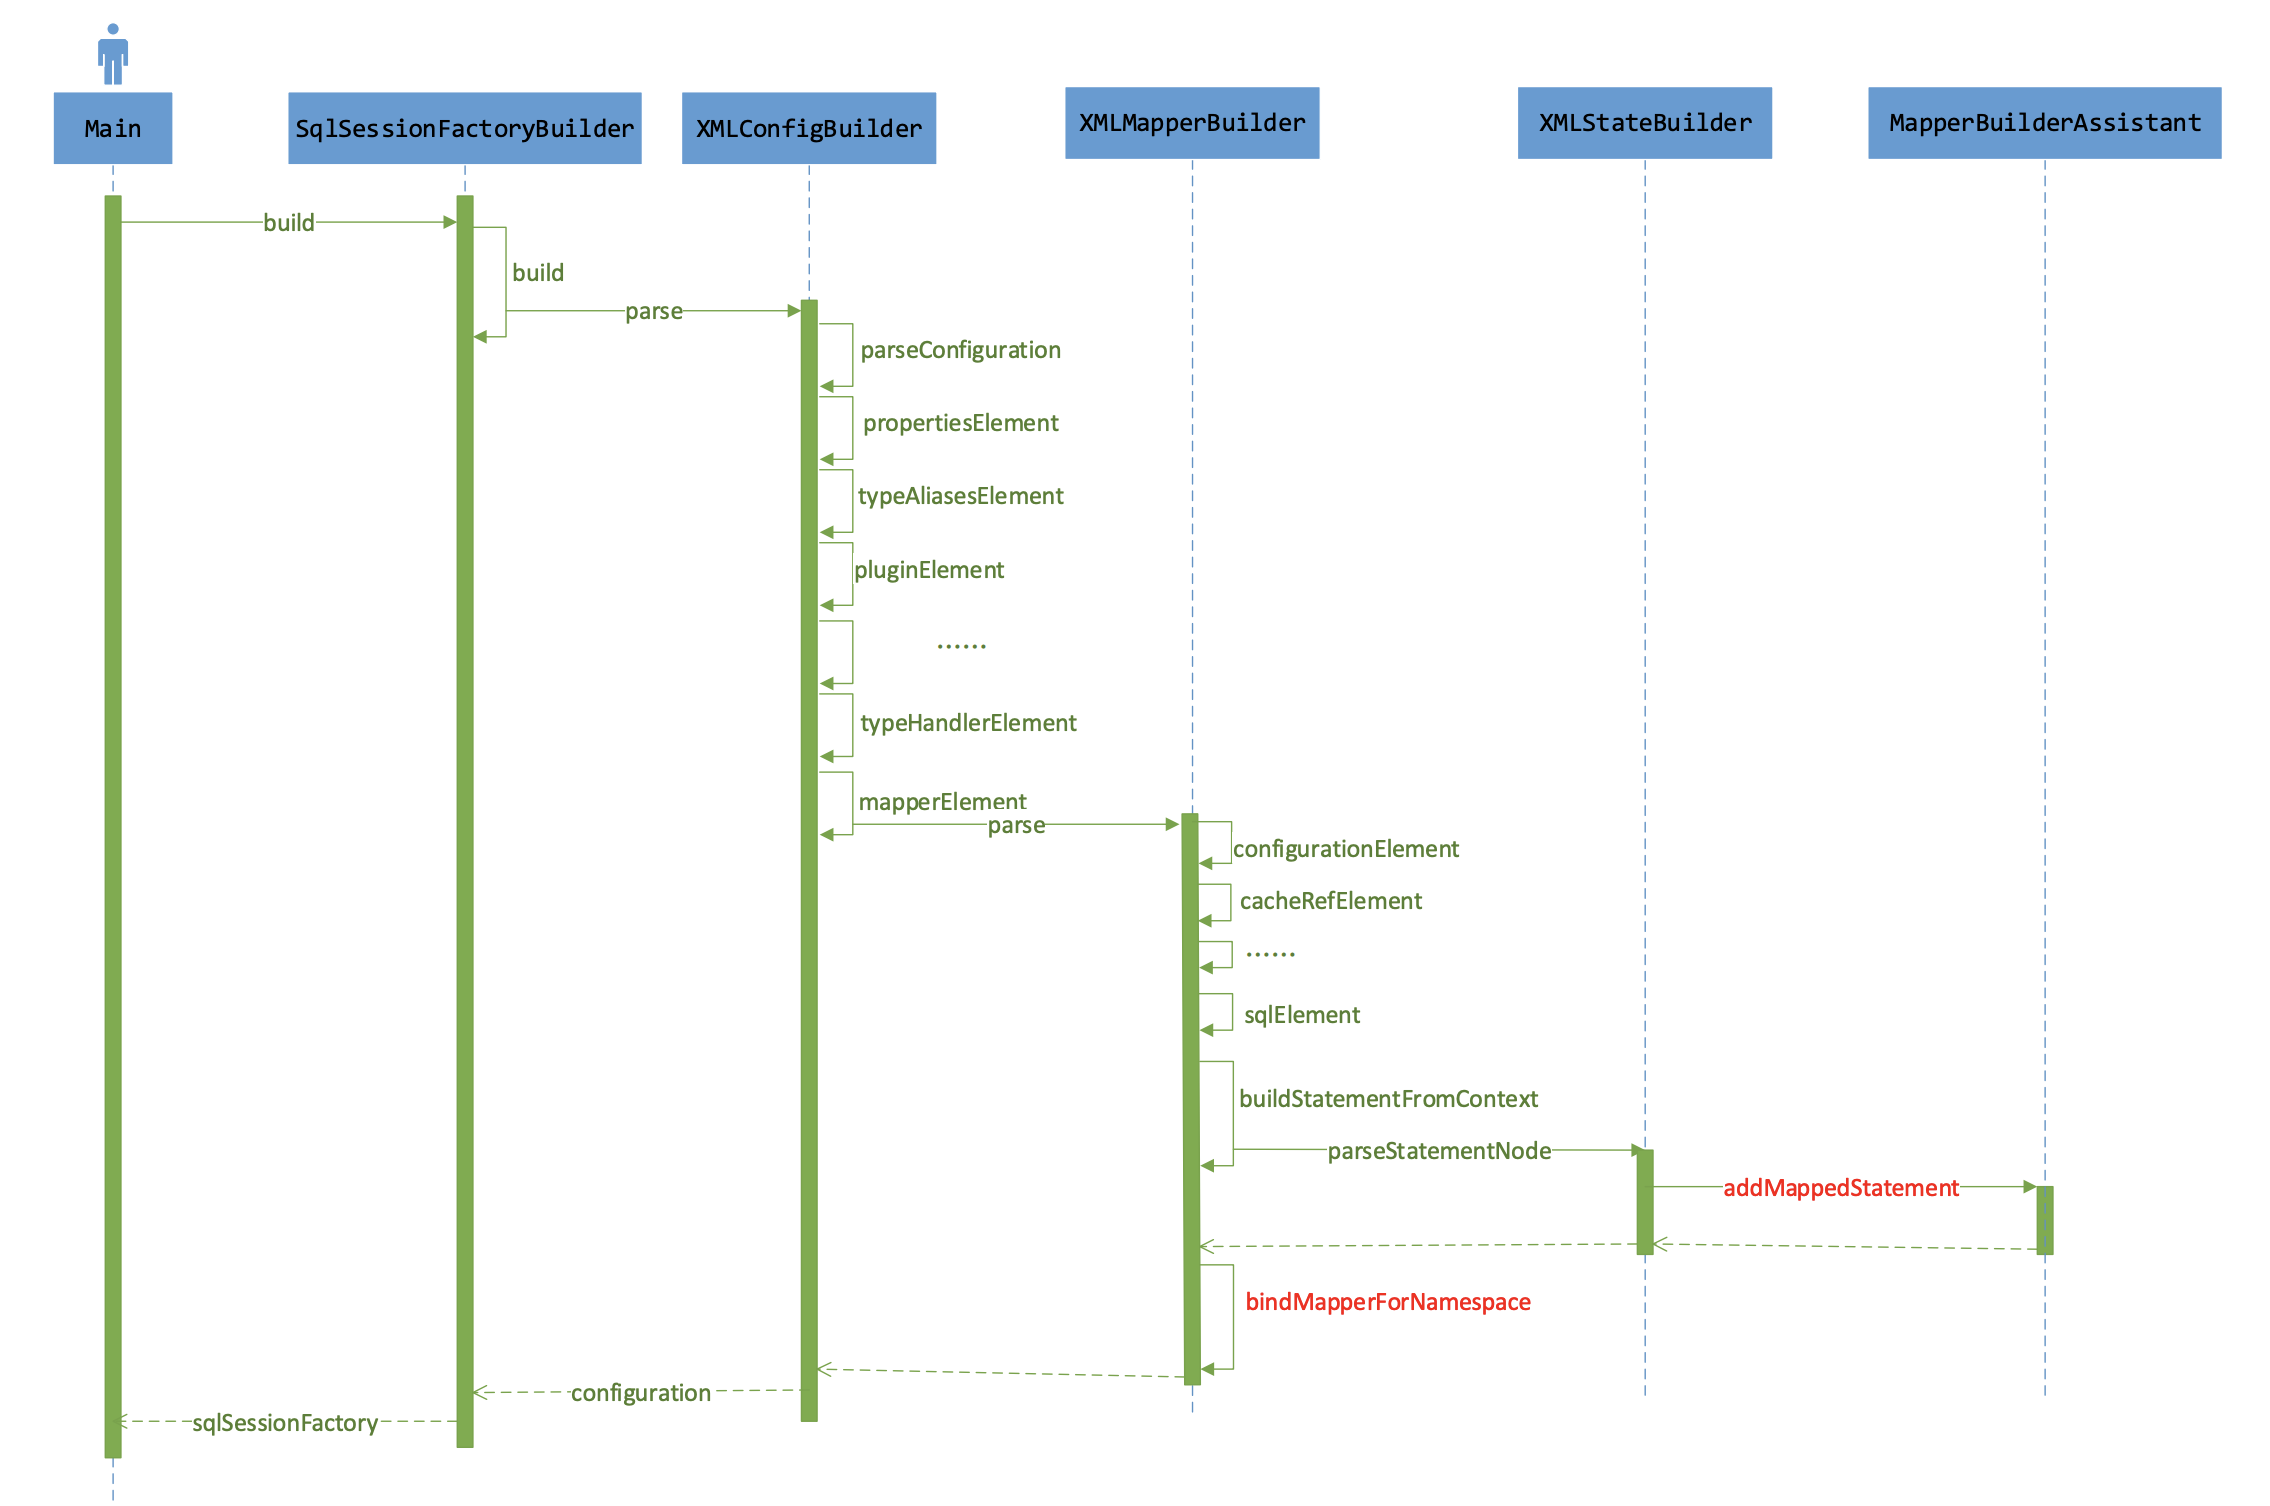 Main
SqlSessionFactoryBuilder
XMLConfigBuilder
XMLMapperBuilder
XMLStateBuilder
MapperBuilderAssistant
build
build
parse
parseConfiguration
propertiesElement
typeAliasesElement
pluginElement
......
typeHandlerElement
mapperElement
parse
configurationElement
cacheRefElement
......
sqlElement
buildStatementFromContext
parseStatementNode
addMappedStatement
bindMapperForNamespace
configuration
sqlSessionFactory